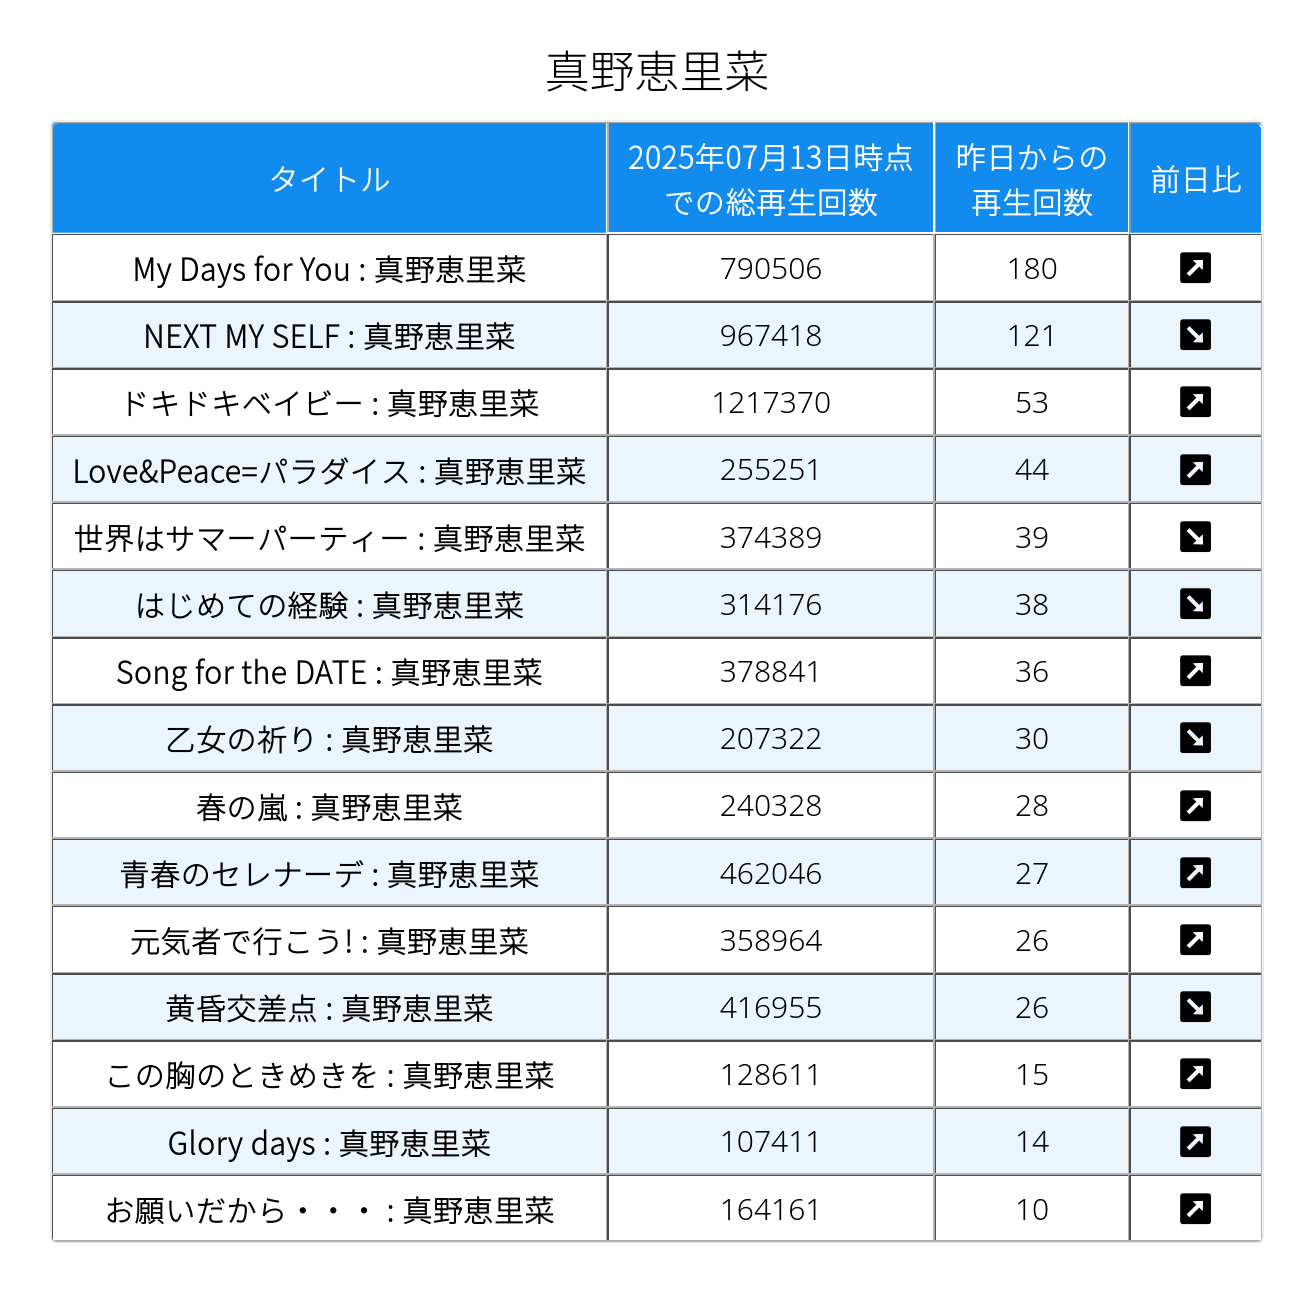 真野恵里菜
タイトル 2025年07月13日時点での総再生回数 昨日からの再生回数 前日比
My Days for You : 真野恵里菜 790506 180 ↗
NEXT MY SELF : 真野恵里菜 967418 121 ↘
ドキドキベイビー : 真野恵里菜 1217370 53 ↗
Love&Peace=パラダイス : 真野恵里菜 255251 44 ↗
世界はサマーパーティー : 真野恵里菜 374389 39 ↘
はじめての経験 : 真野恵里菜 314176 38 ↘
Song for the DATE : 真野恵里菜 378841 36 ↗
乙女の祈り : 真野恵里菜 207322 30 ↘
春の嵐 : 真野恵里菜 240328 28 ↗
青春のセレナーデ : 真野恵里菜 462046 27 ↗
元気者で行こう! : 真野恵里菜 358964 26 ↗
黄昏交差点 : 真野恵里菜 416955 26 ↘
この胸のときめきを : 真野恵里菜 128611 15 ↗
Glory days : 真野恵里菜 107411 14 ↗
お願いだから・・・ : 真野恵里菜 164161 10 ↗